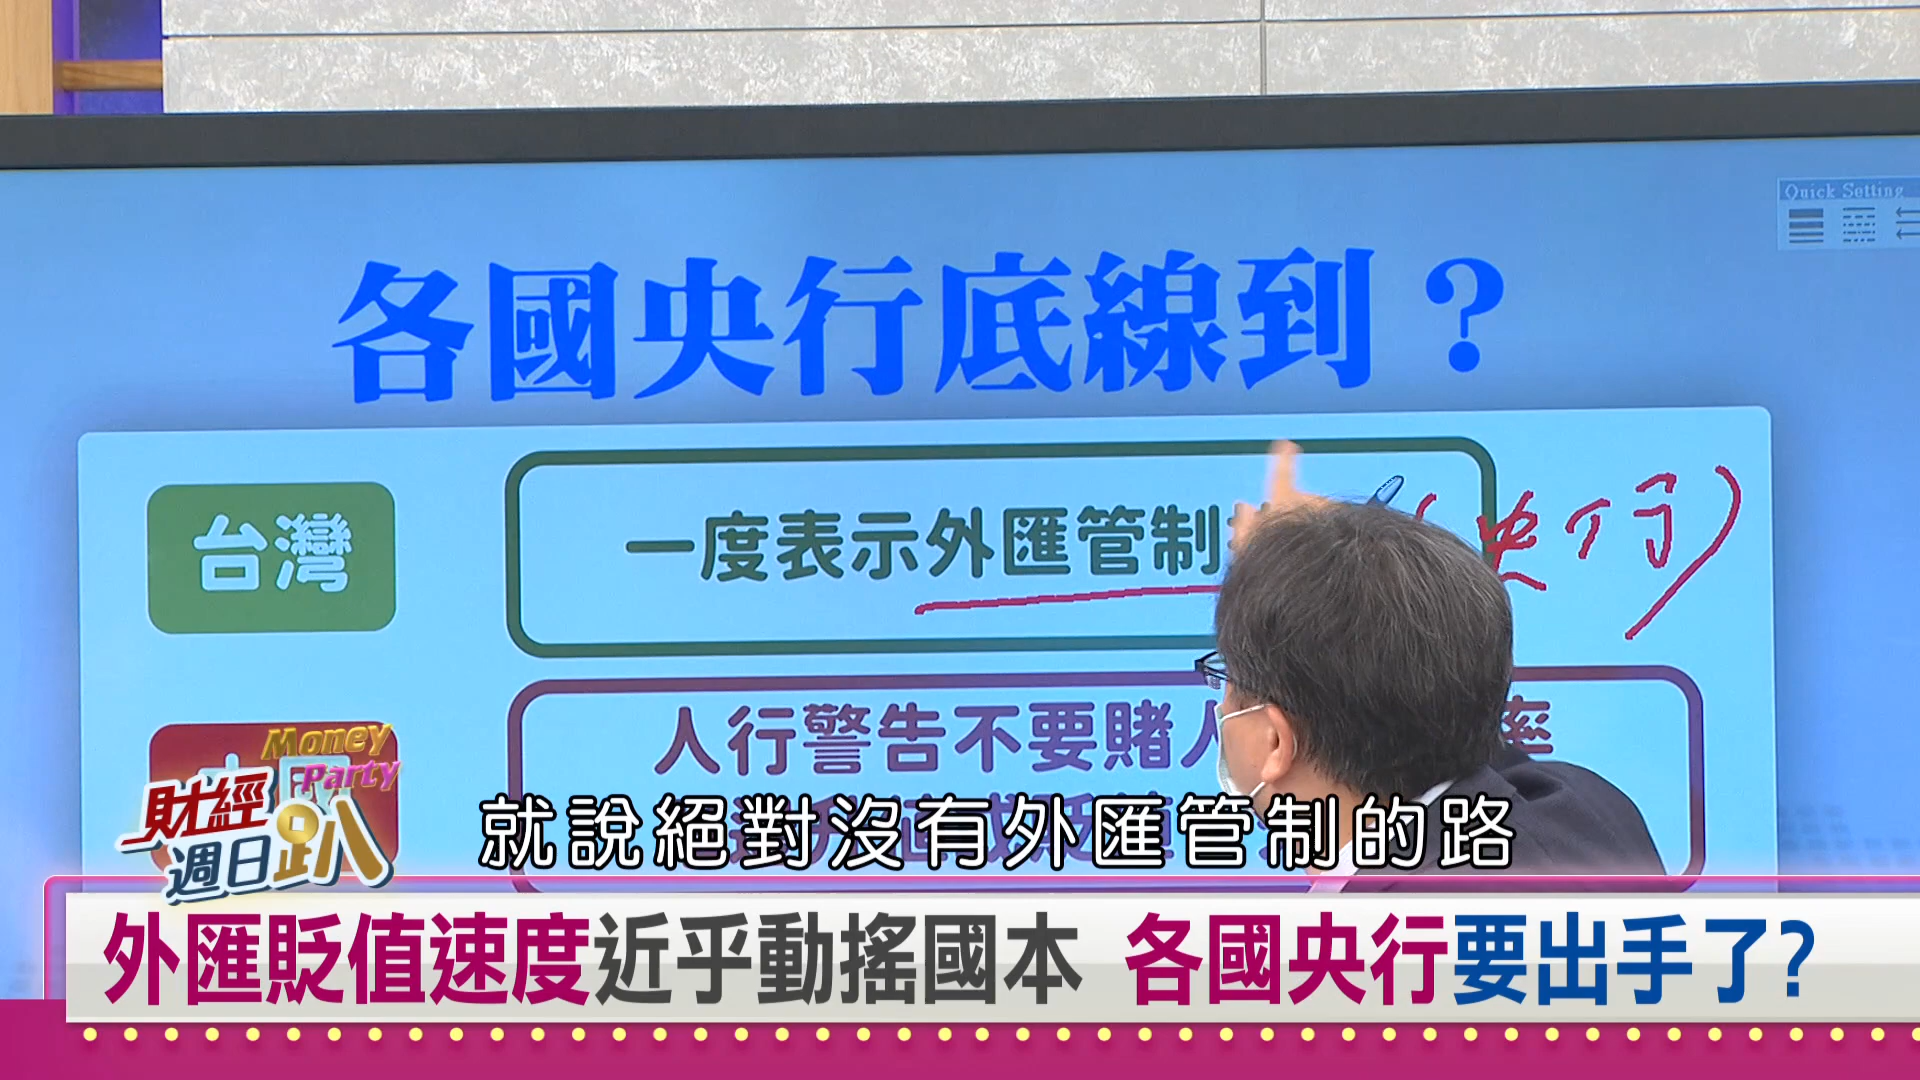 Quick Setting
各國央行底線到？
台灣
一度表示外匯管制
(央行)
人行警告不要賭人
率
Money
Party
財經
週日趴
就說絕對沒有外匯管制的路
外匯貶值速度近乎動搖國本 各國央行要出手了?